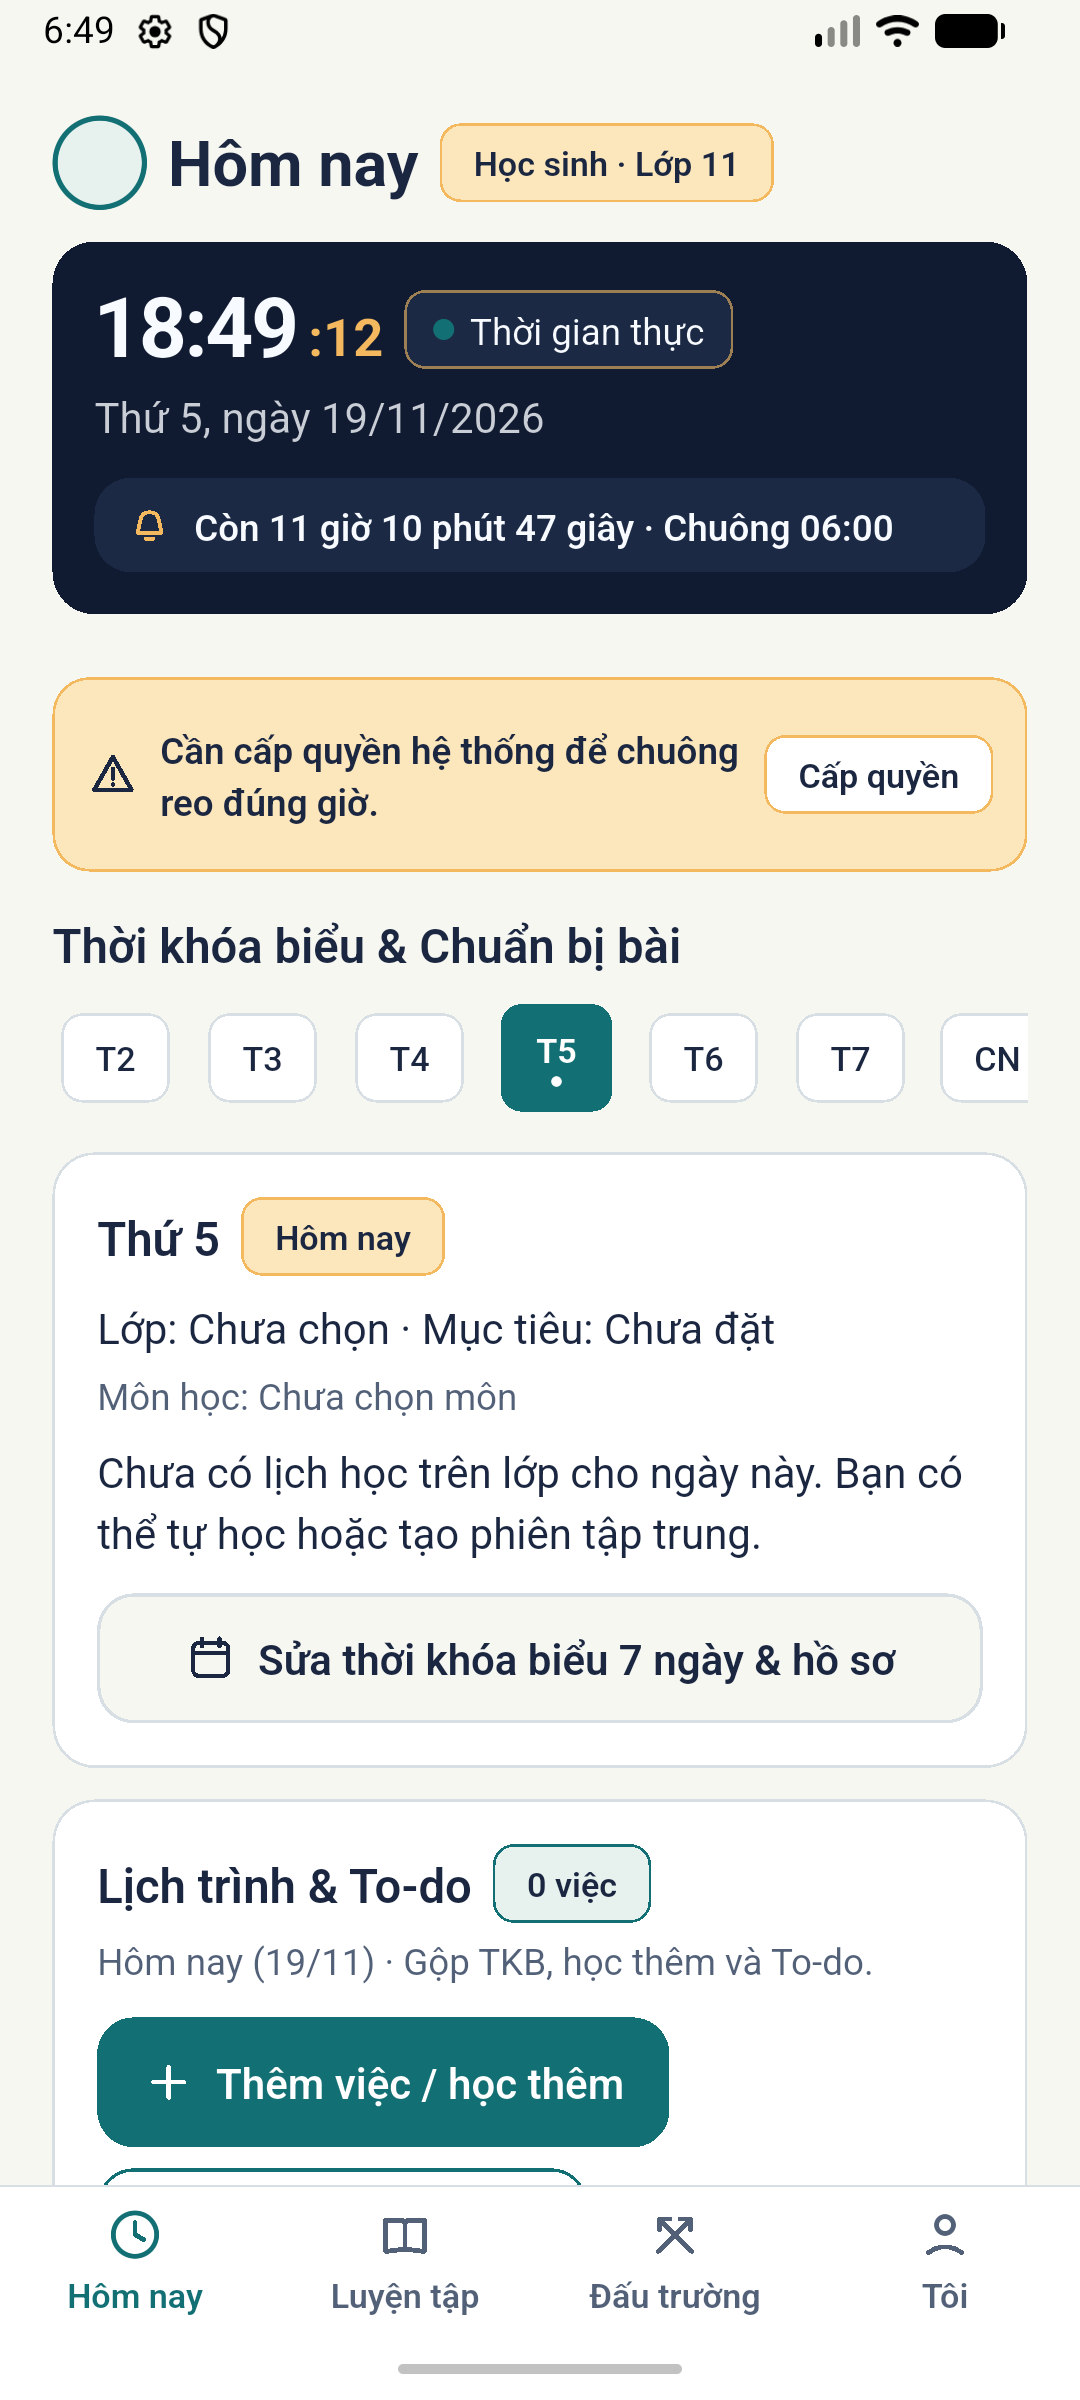 6:49
Hôm nay
Học sinh · Lớp 11
18:49 :12
Thời gian thực
Thứ 5, ngày 19/11/2026
Còn 11 giờ 10 phút 47 giây · Chuông 06:00
Cần cấp quyền hệ thống để chuông
reo đúng giờ.
Cấp quyền
Thời khóa biểu & Chuẩn bị bài
T2
T3
T4
T5
T6
T7
CN
Thứ 5
Hôm nay
Lớp: Chưa chọn · Mục tiêu: Chưa đặt
Môn học: Chưa chọn môn
Chưa có lịch học trên lớp cho ngày này. Bạn có
thể tự học hoặc tạo phiên tập trung.
Sửa thời khóa biểu 7 ngày & hồ sơ
Lịch trình & To-do
0 việc
Hôm nay (19/11) · Gộp TKB, học thêm và To-do.
Thêm việc / học thêm
Hôm nay
Luyện tập
Đấu trường
Tôi